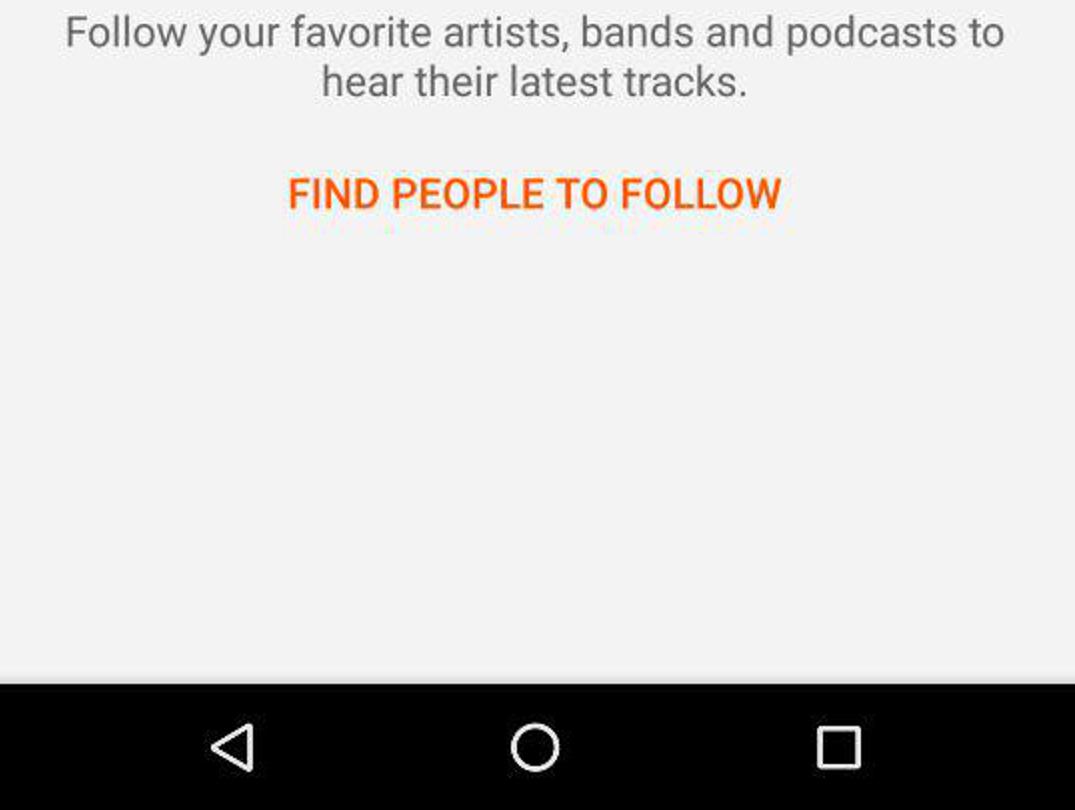 Follow your favorite artists, bands and podcasts to
hear their latest tracks.
FIND PEOPLE TO FOLLOW